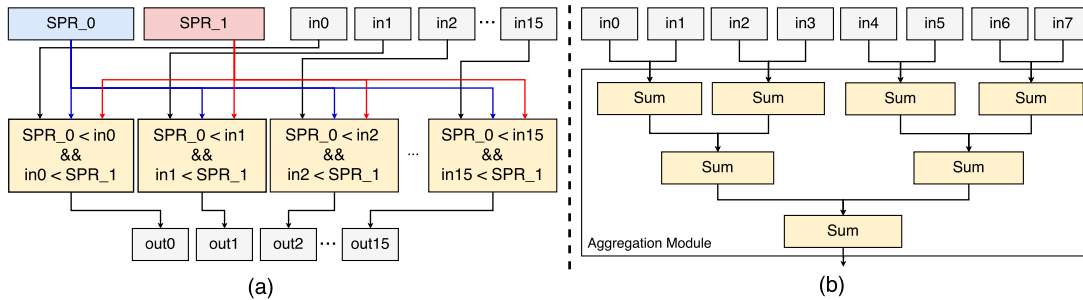 SPR_0 SPR_1 in0 in1 in2 ··· in15
SPR_0 < in0
&&
in0 < SPR_1
SPR_0 < in1
&&
in1 < SPR_1
SPR_0 < in2
&&
in2 < SPR_1
...
SPR_0 < in15
&&
in15 < SPR_1
out0 out1 out2 ··· out15
(a)
in0 in1 in2 in3 in4 in5 in6 in7
Sum Sum Sum Sum
Sum Sum
Sum
Aggregation Module
(b)